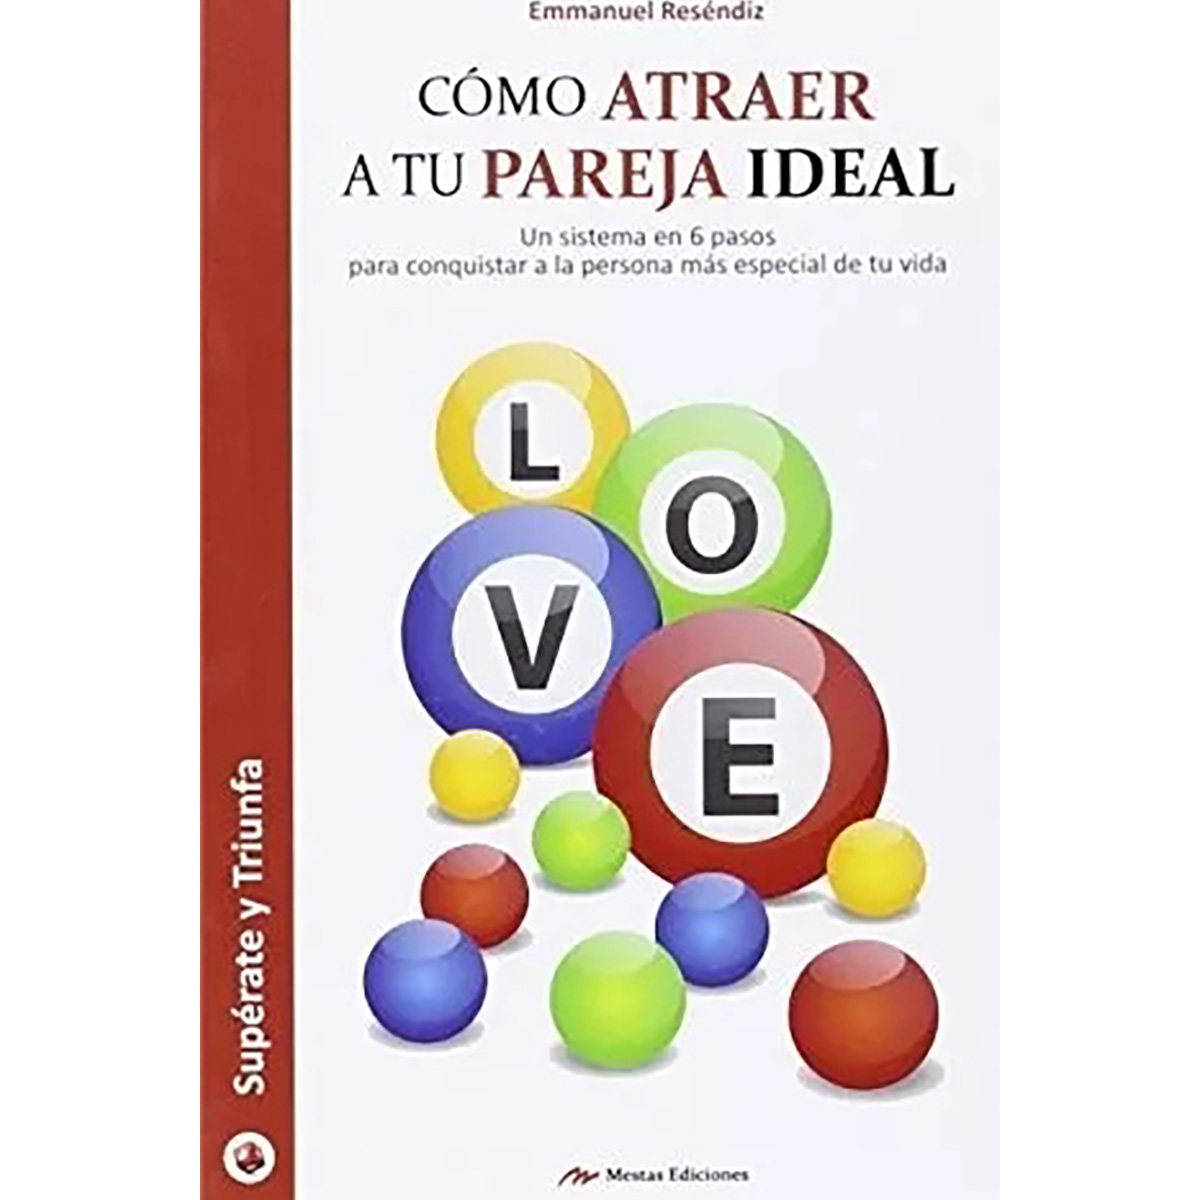 Emmanuel Reséndiz
CÓMO ATRAER
A TU PAREJA IDEAL
Un sistema en 6 pasos
para conquistar a la persona más especial de tu vida
L
O
V
E
Supérate y Triunfa
Mestas Ediciones